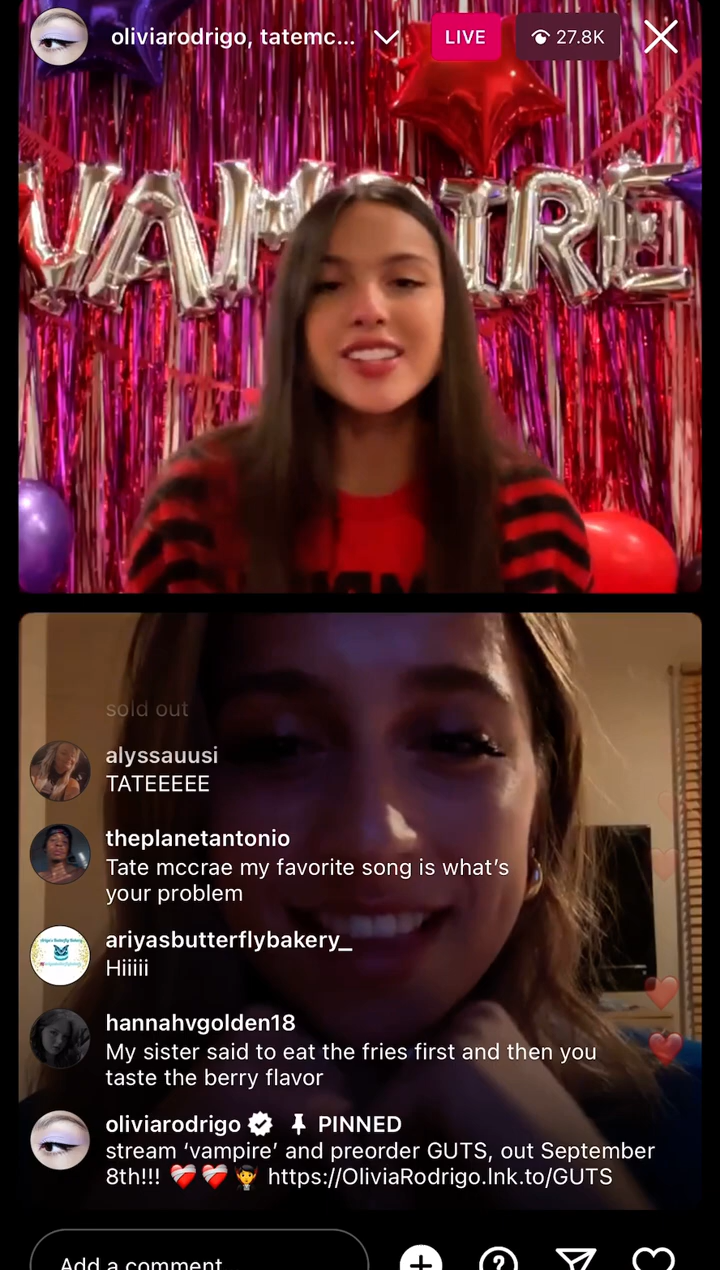 oliviarodrigo, tatemc...
LIVE
27.8K
VAM
IRE
sold out
alyssauusi
TATEEEEE
theplanetantonio
Tate mccrae my favorite song is what's
your problem
ariyasbutterflybakery_
Hiiiii
hannahvgolden18
My sister said to eat the fries first and then you
taste the berry flavor
oliviarodrigo PINNED
stream ‘vampire’ and preorder GUTS, out September
8th!!! ❤️‍🩹❤️‍🩹🧝 https://OliviaRodrigo.lnk.to/GUTS
Add a comment